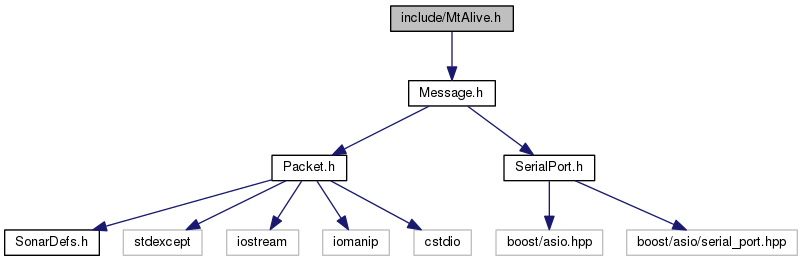 include/MtAlive.h
Message.h
Packet.h
SerialPort.h
SonarDefs.h
stdexcept
iostream
iomanip
cstdio
boost/asio.hpp
boost/asio/serial_port.hpp